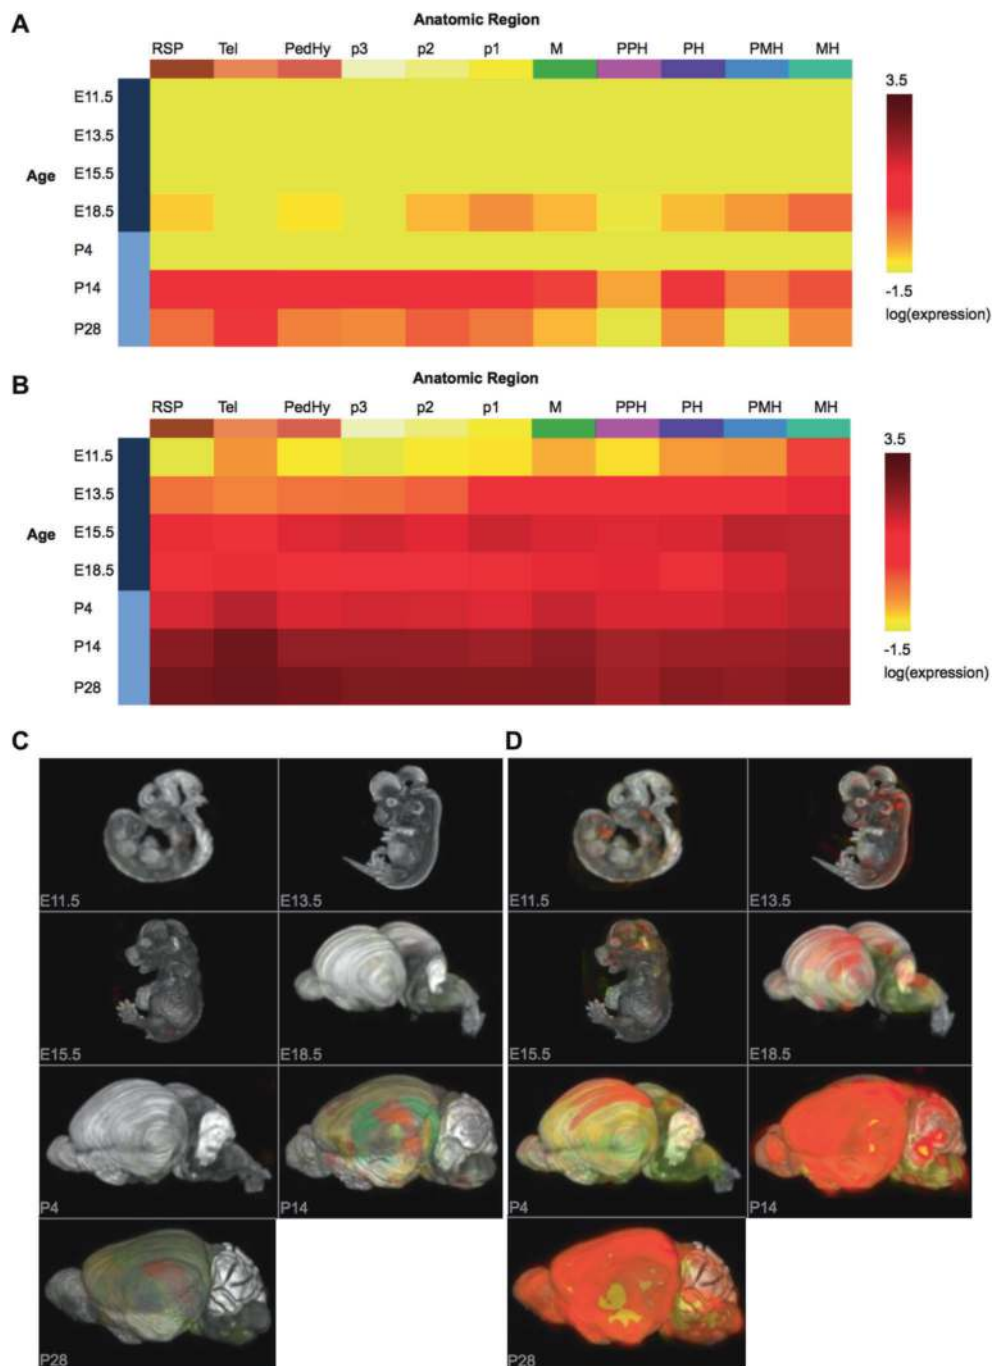 A
Anatomic Region
RSP Tel PedHy p3 p2 p1 M PPH PH PMH MH
3.5
E11.5
E13.5
E15.5
Age
E18.5
P4
P14
-1.5
log(expression)
P28
B
Anatomic Region
RSP Tel PedHy p3 p2 p1 M PPH PH PMH MH
3.5
E11.5
E13.5
E15.5
Age
E18.5
P4
P14
-1.5
log(expression)
P28
C
E11.5
E13.5
E15.5
E18.5
P4
P14
P28
D
E11.5
E13.5
E15.5
E18.5
P4
P14
P28